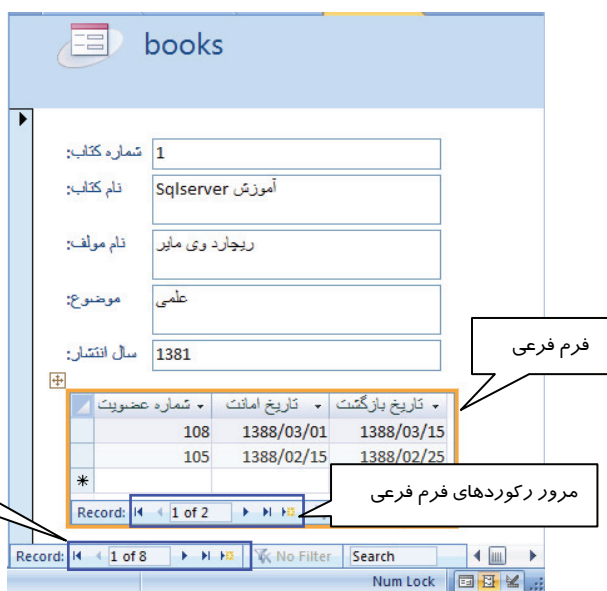 books
شماره کتاب: 1
نام کتاب: آموزش Sqlserver
نام مولف: ریچارد وی مایر
موضوع: علمی
سال انتشار: 1381
فرم فرعی
شماره عضویت تاریخ امانت تاریخ بازگشت
108 1388/03/01 1388/03/15
105 1388/02/15 1388/02/25
مرور رکوردهای فرم فرعی
Record: 1 of 2
Record: 1 of 8 No Filter Search
Num Lock